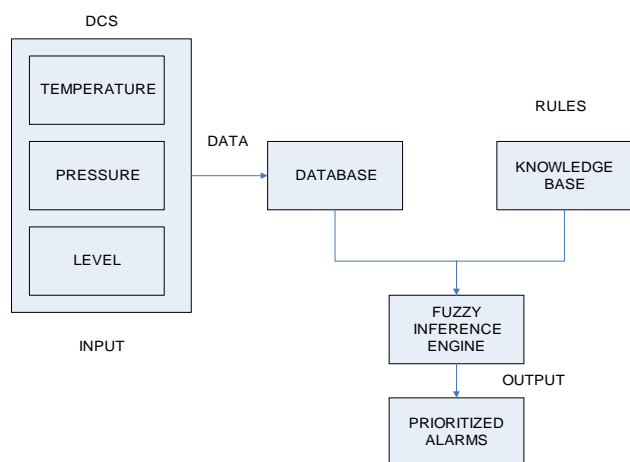 DCS
TEMPERATURE
PRESSURE
LEVEL
INPUT
DATA
DATABASE
RULES
KNOWLEDGE
BASE
FUZZY
INFERENCE
ENGINE
OUTPUT
PRIORITIZED
ALARMS